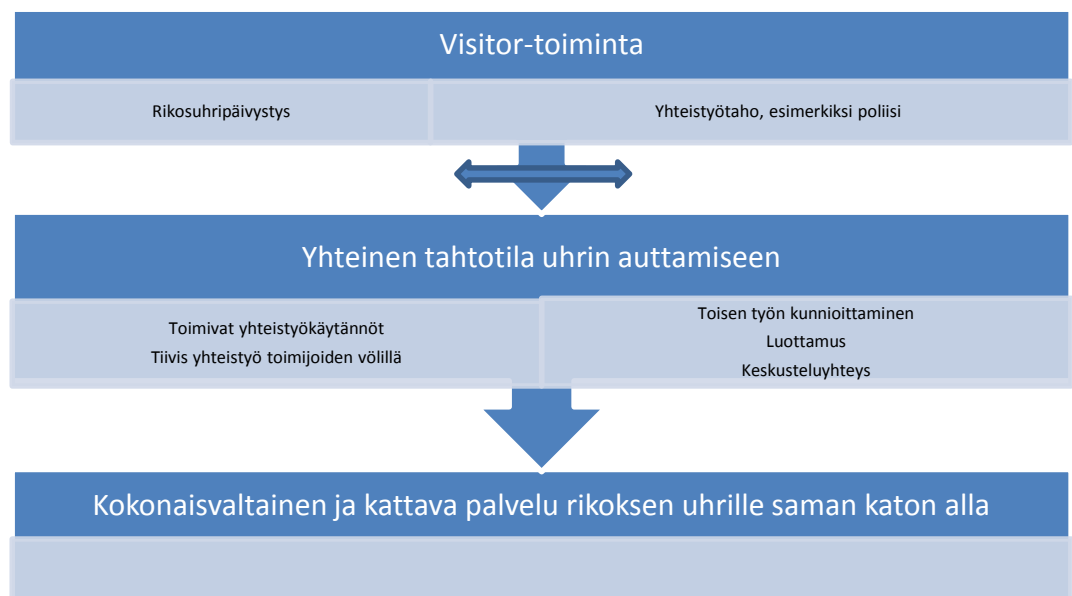 Visitor-toiminta
Rikosuhripäivystys
Yhteistyötaho, esimerkiksi poliisi
Yhteinen tahtotila uhrin auttamiseen
Toimivat yhteistyökäytännöt
Tiivis yhteistyö toimijoiden völillä
Toisen työn kunnioittaminen
Luottamus
Keskusteluyhteys
Kokonaisvaltainen ja kattava palvelu rikoksen uhrille saman katon alla